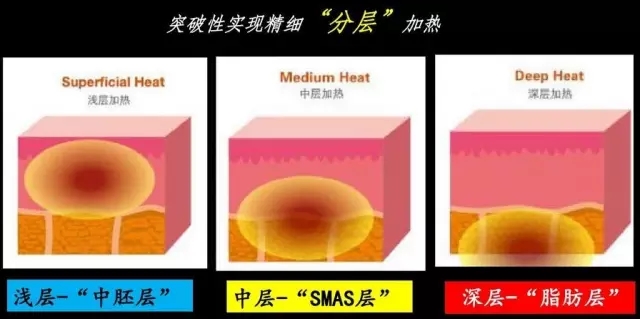 突破性实现精细“分层”加热
Superficial Heat
浅层加热
Medium Heat
中层加热
Deep Heat
深层加热
浅层-“中胚层”
中层-“SMAS层”
深层-“脂肪层”